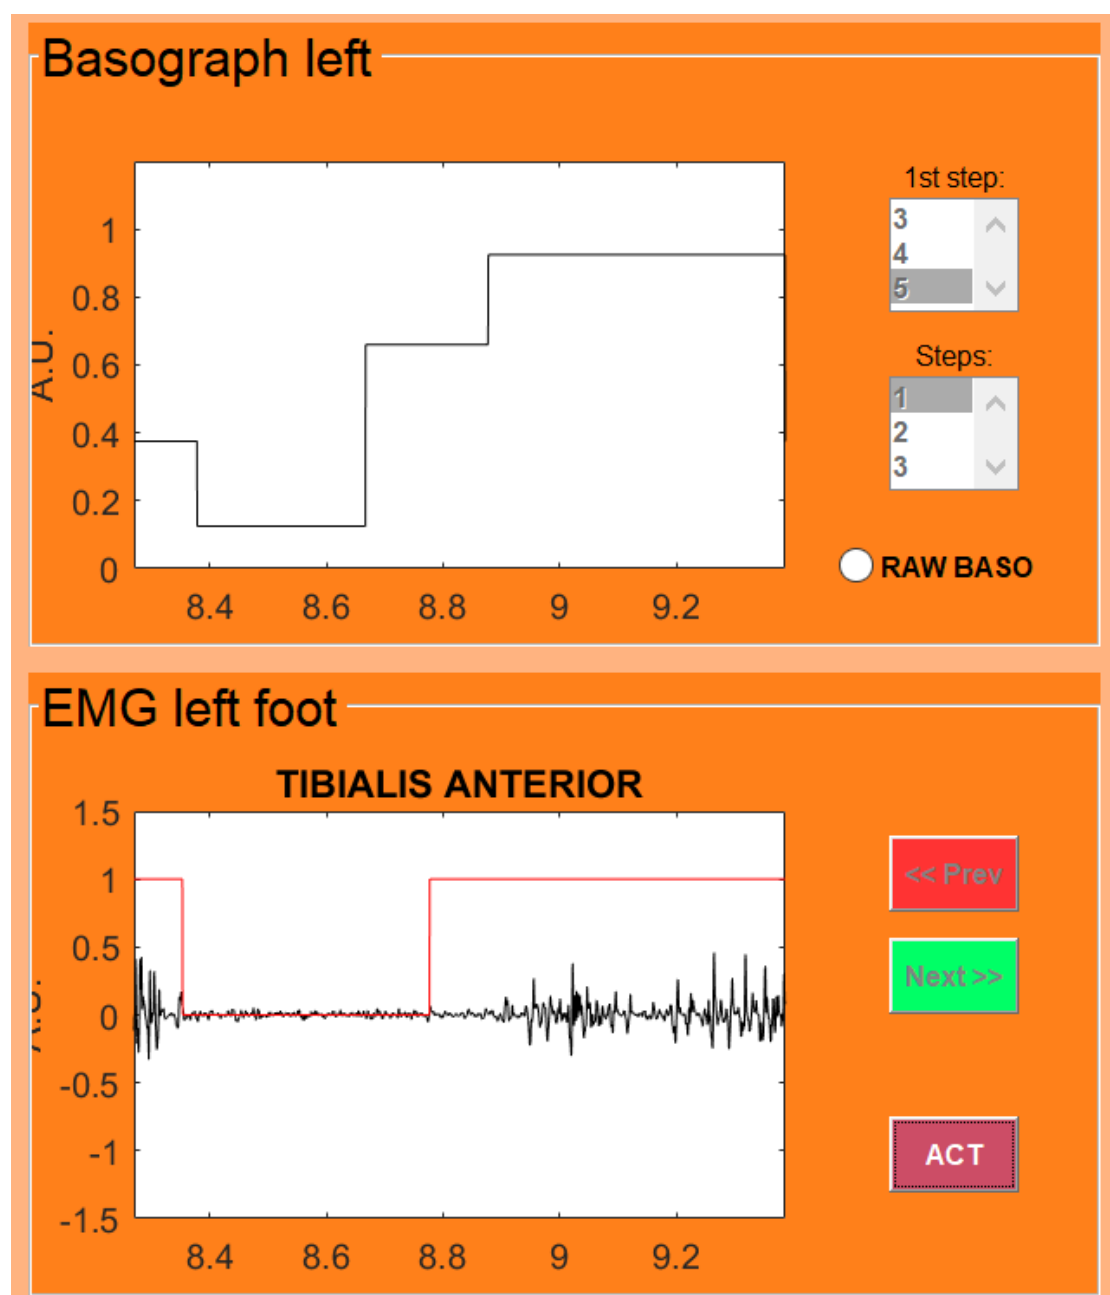 Basograph left
1st step:
3
4
5
Steps:
1
2
3
RAW BASO
A.U.
1
0.8
0.6
0.4
0.2
0
8.4 8.6 8.8 9 9.2
EMG left foot
TIBIALIS ANTERIOR
1.5
1
0.5
0
-0.5
-1
-1.5
8.4 8.6 8.8 9 9.2
<< Prev
Next >>
ACT